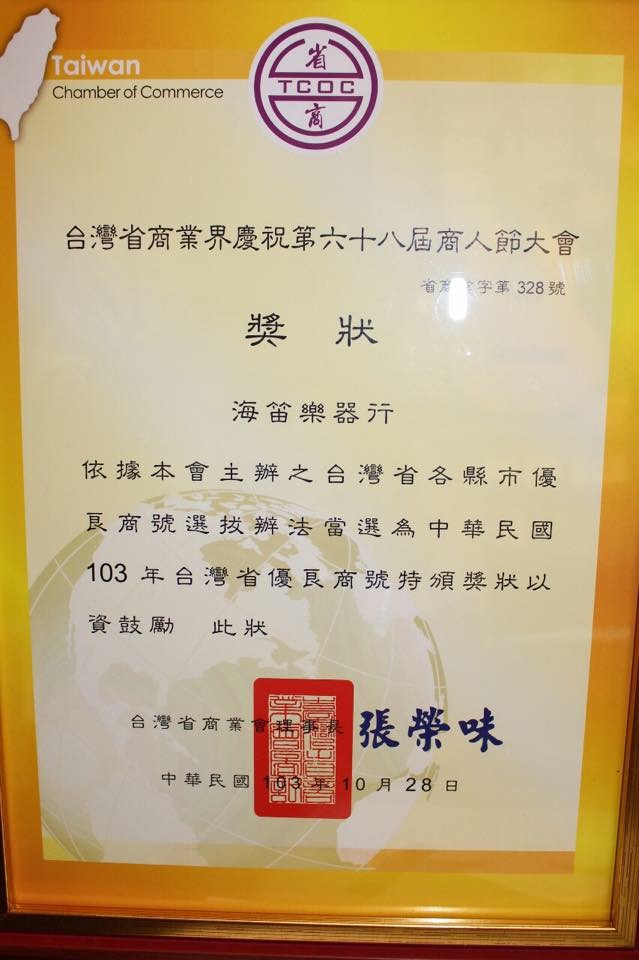 Taiwan
Chamber of Commerce
省
TCOC
商
台灣省商業界慶祝第六十八屆商人節大會
省商 字第 328 號
獎狀
海笛樂器行
依據本會主辦之台灣省各縣市優
良商號選拔辦法當選為中華民國
103 年台灣省優良商號特頒獎狀以
資鼓勵 此狀
台灣省商業會理事長 張榮味
中華民國 103 年 10 月 28 日